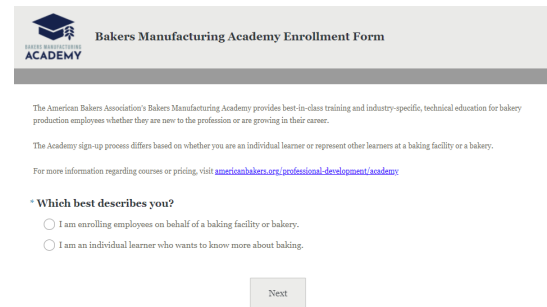 Bakers Manufacturing Academy Enrollment Form
BAKERS MANUFACTURING
ACADEMY
The American Bakers Association's Bakers Manufacturing Academy provides best-in-class training and industry-specific, technical education for bakery
production employees whether they are new to the profession or are growing in their career.
The Academy sign-up process differs based on whether you are an individual learner or represent other learners at a baking facility or a bakery.
For more information regarding courses or pricing, visit americanbakers.org/professional-development/academy
* Which best describes you?
I am enrolling employees on behalf of a baking facility or bakery.
I am an individual learner who wants to know more about baking.
Next